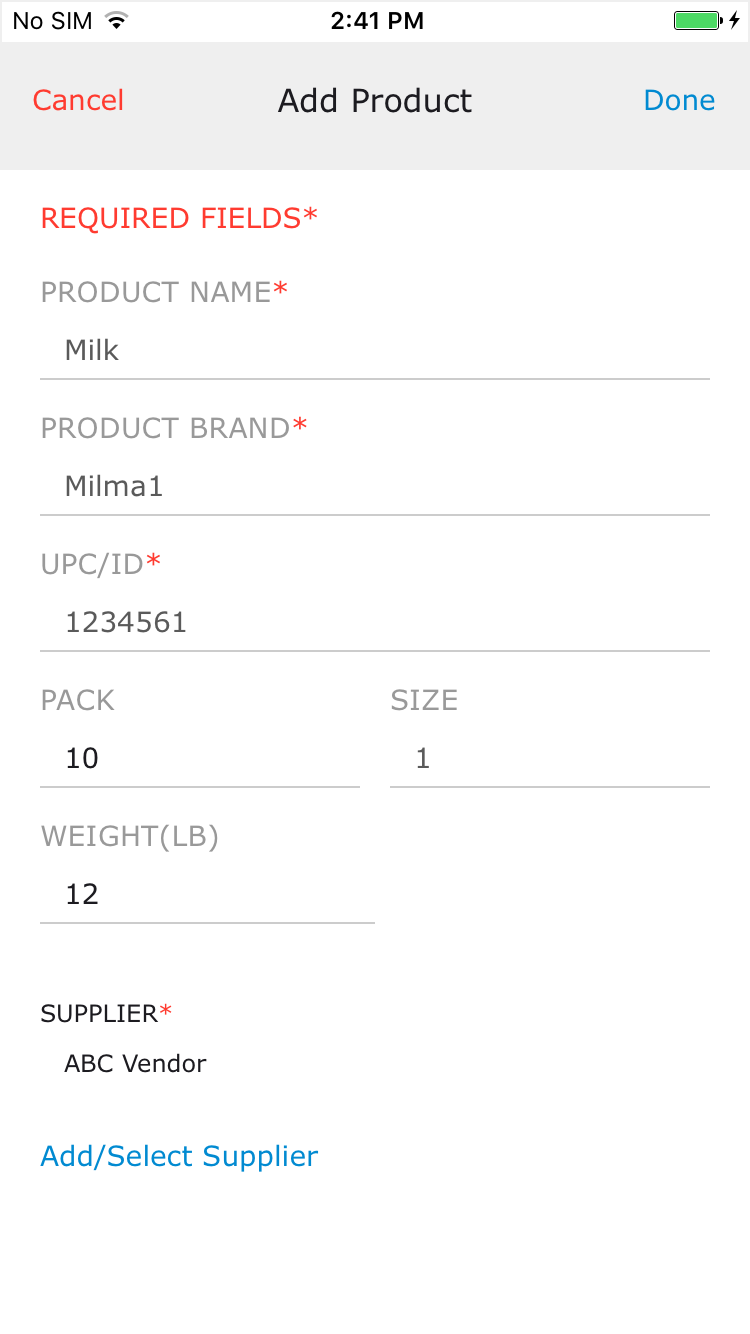 No SIM 2:41 PM
Cancel Add Product Done
REQUIRED FIELDS*
PRODUCT NAME*
Milk
PRODUCT BRAND*
Milma1
UPC/ID*
1234561
PACK SIZE
10 1
WEIGHT(LB)
12
SUPPLIER*
ABC Vendor
Add/Select Supplier